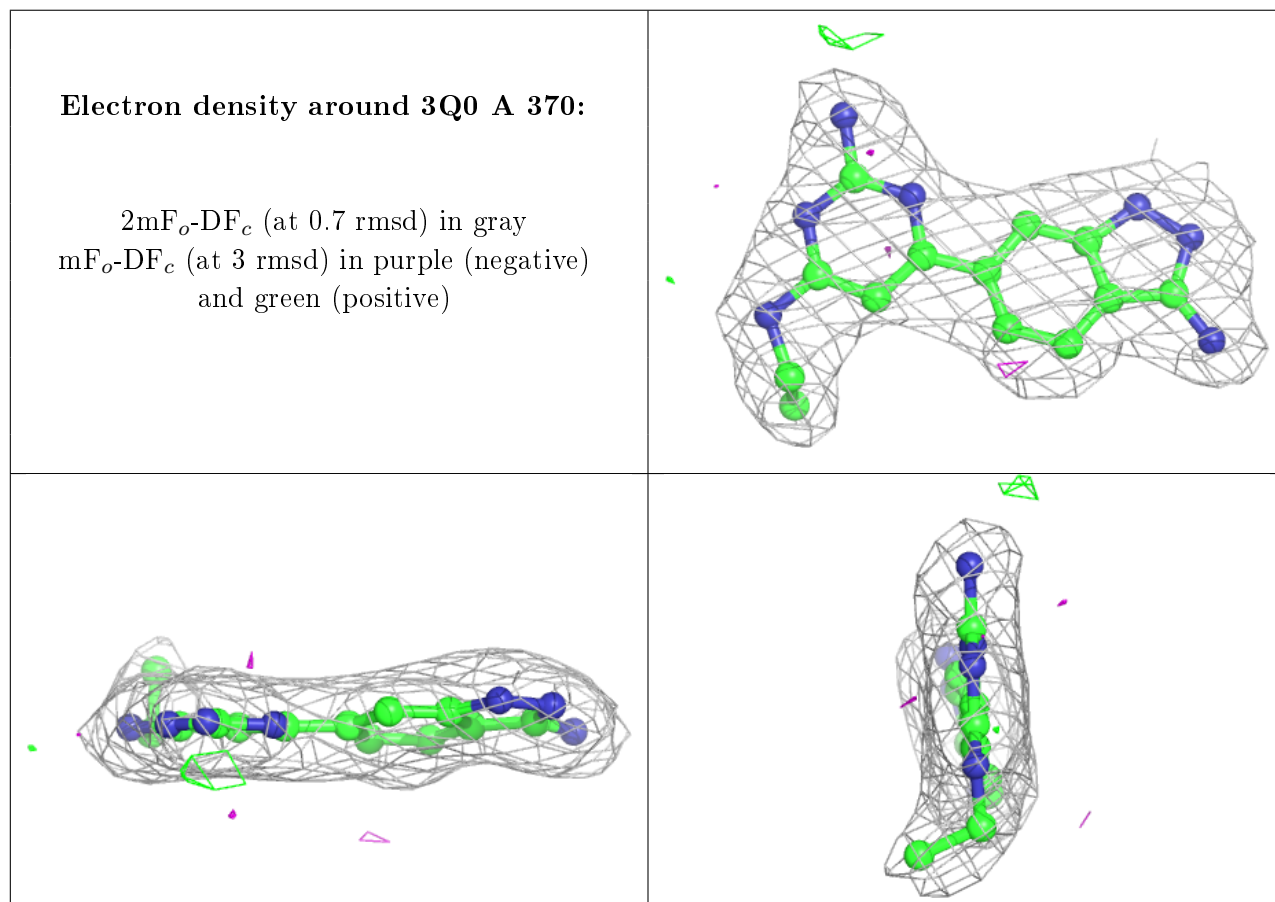 Electron density around 3Q0 A 370:
2mFo-DFc (at 0.7 rmsd) in gray
mFo-DFc (at 3 rmsd) in purple (negative)
and green (positive)